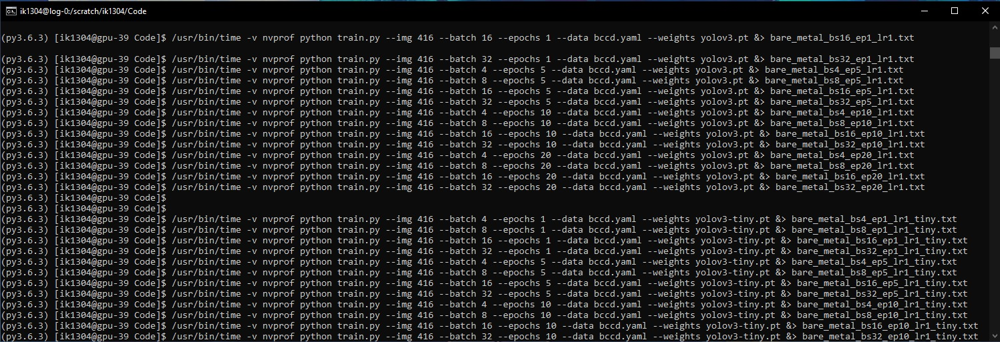 ik1304@log-0:/scratch/ik1304/Code
(py3.6.3) [ik1304@gpu-39 Code]$ /usr/bin/time -v nvprof python train.py --img 416 --batch 16 --epochs 1 --data bccd.yaml --weights yolov3.pt &> bare_metal_bs16_ep1_lr1.txt
(py3.6.3) [ik1304@gpu-39 Code]$ /usr/bin/time -v nvprof python train.py --img 416 --batch 32 --epochs 1 --data bccd.yaml --weights yolov3.pt &> bare_metal_bs32_ep1_lr1.txt
(py3.6.3) [ik1304@gpu-39 Code]$ /usr/bin/time -v nvprof python train.py --img 416 --batch 4 --epochs 5 --data bccd.yaml --weights yolov3.pt &> bare_metal_bs4_ep5_lr1.txt
(py3.6.3) [ik1304@gpu-39 Code]$ /usr/bin/time -v nvprof python train.py --img 416 --batch 8 --epochs 5 --data bccd.yaml --weights yolov3.pt &> bare_metal_bs8_ep5_lr1.txt
(py3.6.3) [ik1304@gpu-39 Code]$ /usr/bin/time -v nvprof python train.py --img 416 --batch 16 --epochs 5 --data bccd.yaml --weights yolov3.pt &> bare_metal_bs16_ep5_lr1.txt
(py3.6.3) [ik1304@gpu-39 Code]$ /usr/bin/time -v nvprof python train.py --img 416 --batch 32 --epochs 5 --data bccd.yaml --weights yolov3.pt &> bare_metal_bs32_ep5_lr1.txt
(py3.6.3) [ik1304@gpu-39 Code]$ /usr/bin/time -v nvprof python train.py --img 416 --batch 4 --epochs 10 --data bccd.yaml --weights yolov3.pt &> bare_metal_bs4_ep10_lr1.txt
(py3.6.3) [ik1304@gpu-39 Code]$ /usr/bin/time -v nvprof python train.py --img 416 --batch 8 --epochs 10 --data bccd.yaml --weights yolov3.pt &> bare_metal_bs8_ep10_lr1.txt
(py3.6.3) [ik1304@gpu-39 Code]$ /usr/bin/time -v nvprof python train.py --img 416 --batch 16 --epochs 10 --data bccd.yaml --weights yolov3.pt &> bare_metal_bs16_ep10_lr1.txt
(py3.6.3) [ik1304@gpu-39 Code]$ /usr/bin/time -v nvprof python train.py --img 416 --batch 32 --epochs 10 --data bccd.yaml --weights yolov3.pt &> bare_metal_bs32_ep10_lr1.txt
(py3.6.3) [ik1304@gpu-39 Code]$ /usr/bin/time -v nvprof python train.py --img 416 --batch 4 --epochs 20 --data bccd.yaml --weights yolov3.pt &> bare_metal_bs4_ep20_lr1.txt
(py3.6.3) [ik1304@gpu-39 Code]$ /usr/bin/time -v nvprof python train.py --img 416 --batch 8 --epochs 20 --data bccd.yaml --weights yolov3.pt &> bare_metal_bs8_ep20_lr1.txt
(py3.6.3) [ik1304@gpu-39 Code]$ /usr/bin/time -v nvprof python train.py --img 416 --batch 16 --epochs 20 --data bccd.yaml --weights yolov3.pt &> bare_metal_bs16_ep20_lr1.txt
(py3.6.3) [ik1304@gpu-39 Code]$ /usr/bin/time -v nvprof python train.py --img 416 --batch 32 --epochs 20 --data bccd.yaml --weights yolov3.pt &> bare_metal_bs32_ep20_lr1.txt
(py3.6.3) [ik1304@gpu-39 Code]$
(py3.6.3) [ik1304@gpu-39 Code]$
(py3.6.3) [ik1304@gpu-39 Code]$ /usr/bin/time -v nvprof python train.py --img 416 --batch 4 --epochs 1 --data bccd.yaml --weights yolov3-tiny.pt &> bare_metal_bs4_ep1_lr1_tiny.txt
(py3.6.3) [ik1304@gpu-39 Code]$ /usr/bin/time -v nvprof python train.py --img 416 --batch 8 --epochs 1 --data bccd.yaml --weights yolov3-tiny.pt &> bare_metal_bs8_ep1_lr1_tiny.txt
(py3.6.3) [ik1304@gpu-39 Code]$ /usr/bin/time -v nvprof python train.py --img 416 --batch 16 --epochs 1 --data bccd.yaml --weights yolov3-tiny.pt &> bare_metal_bs16_ep1_lr1_tiny.txt
(py3.6.3) [ik1304@gpu-39 Code]$ /usr/bin/time -v nvprof python train.py --img 416 --batch 32 --epochs 1 --data bccd.yaml --weights yolov3-tiny.pt &> bare_metal_bs32_ep1_lr1_tiny.txt
(py3.6.3) [ik1304@gpu-39 Code]$ /usr/bin/time -v nvprof python train.py --img 416 --batch 4 --epochs 5 --data bccd.yaml --weights yolov3-tiny.pt &> bare_metal_bs4_ep5_lr1_tiny.txt
(py3.6.3) [ik1304@gpu-39 Code]$ /usr/bin/time -v nvprof python train.py --img 416 --batch 8 --epochs 5 --data bccd.yaml --weights yolov3-tiny.pt &> bare_metal_bs8_ep5_lr1_tiny.txt
(py3.6.3) [ik1304@gpu-39 Code]$ /usr/bin/time -v nvprof python train.py --img 416 --batch 16 --epochs 5 --data bccd.yaml --weights yolov3-tiny.pt &> bare_metal_bs16_ep5_lr1_tiny.txt
(py3.6.3) [ik1304@gpu-39 Code]$ /usr/bin/time -v nvprof python train.py --img 416 --batch 32 --epochs 5 --data bccd.yaml --weights yolov3-tiny.pt &> bare_metal_bs32_ep5_lr1_tiny.txt
(py3.6.3) [ik1304@gpu-39 Code]$ /usr/bin/time -v nvprof python train.py --img 416 --batch 4 --epochs 10 --data bccd.yaml --weights yolov3-tiny.pt &> bare_metal_bs4_ep10_lr1_tiny.txt
(py3.6.3) [ik1304@gpu-39 Code]$ /usr/bin/time -v nvprof python train.py --img 416 --batch 8 --epochs 10 --data bccd.yaml --weights yolov3-tiny.pt &> bare_metal_bs8_ep10_lr1_tiny.txt
(py3.6.3) [ik1304@gpu-39 Code]$ /usr/bin/time -v nvprof python train.py --img 416 --batch 16 --epochs 10 --data bccd.yaml --weights yolov3-tiny.pt &> bare_metal_bs16_ep10_lr1_tiny.txt
(py3.6.3) [ik1304@gpu-39 Code]$ /usr/bin/time -v nvprof python train.py --img 416 --batch 32 --epochs 10 --data bccd.yaml --weights yolov3-tiny.pt &> bare_metal_bs32_ep10_lr1_tiny.txt